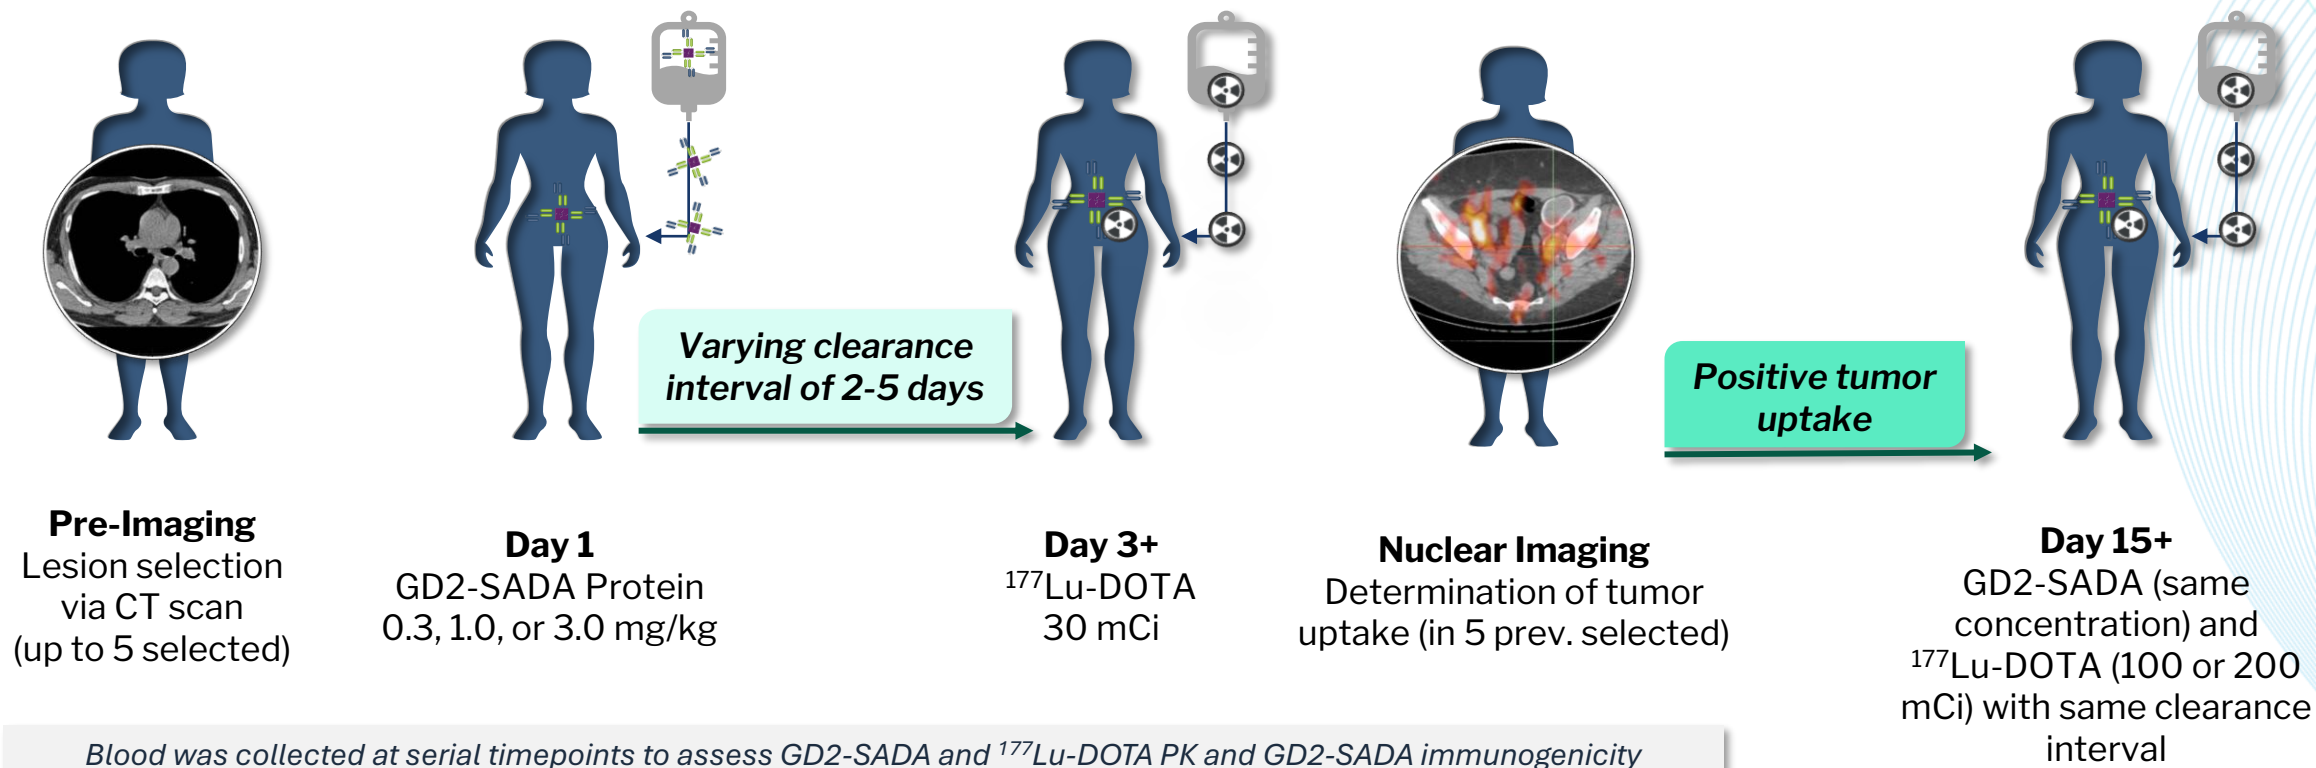 Varying clearance
interval of 2-5 days
Positive tumor
uptake
Pre-Imaging
Lesion selection
via CT scan
(up to 5 selected)
Day 1
GD2-SADA Protein
0.3, 1.0, or 3.0 mg/kg
Day 3+
¹⁷⁷Lu-DOTA
30 mCi
Nuclear Imaging
Determination of tumor
uptake (in 5 prev. selected)
Day 15+
GD2-SADA (same
concentration) and
¹⁷⁷Lu-DOTA (100 or 200
mCi) with same clearance
interval
Blood was collected at serial timepoints to assess GD2-SADA and ¹⁷⁷Lu-DOTA PK and GD2-SADA immunogenicity